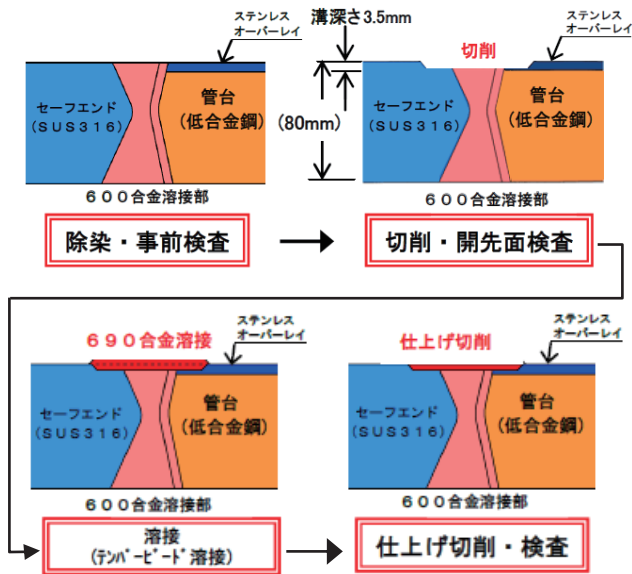 ステンレス
オーバーレイ
セーフエンド
(SUS316)
管台
(低合金鋼)
600合金溶接部
除染・事前検査
溝深さ3.5mm
切削
ステンレス
オーバーレイ
セーフエンド
(SUS316)
(80mm)
管台
(低合金鋼)
600合金溶接部
切削・開先面検査
690合金溶接
ステンレス
オーバーレイ
セーフエンド
(SUS316)
管台
(低合金鋼)
600合金溶接部
溶接
(テンパービード溶接)
仕上げ切削
ステンレス
オーバーレイ
セーフエンド
(SUS316)
管台
(低合金鋼)
600合金溶接部
仕上げ切削・検査